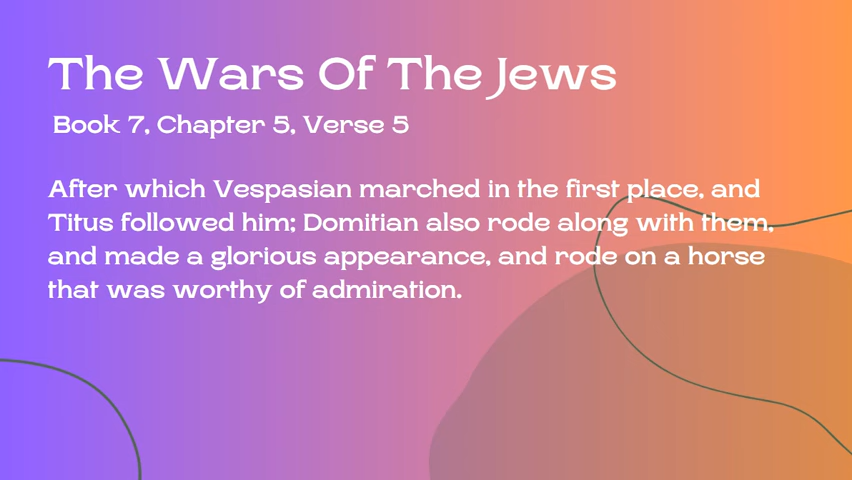 The Wars Of The Jews
Book 7, Chapter 5, Verse 5
After which Vespasian marched in the first place, and
Titus followed him; Domitian also rode along with them,
and made a glorious appearance, and rode on a horse
that was worthy of admiration.